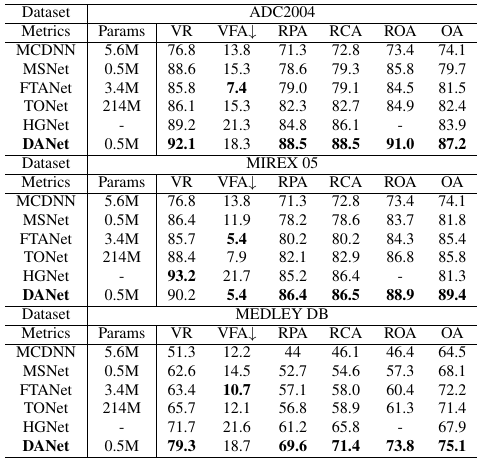 Dataset ADC2004
Metrics Params VR VFA↓ RPA RCA ROA OA
MCDNN 5.6M 76.8 13.8 71.3 72.8 73.4 74.1
MSNet 0.5M 88.6 15.3 78.6 79.3 85.8 79.7
FTANet 3.4M 85.8 7.4 79.0 79.1 84.5 81.5
TONet 214M 86.1 15.3 82.3 82.7 84.9 82.4
HGNet - 89.2 21.3 84.8 86.1 - 83.9
DANet 0.5M 92.1 18.3 88.5 88.5 91.0 87.2
Dataset MIREX 05
Metrics Params VR VFA↓ RPA RCA ROA OA
MCDNN 5.6M 76.8 13.8 71.3 72.8 73.4 74.1
MSNet 0.5M 86.4 11.9 78.2 78.6 83.7 81.8
FTANet 3.4M 85.7 5.4 80.2 80.2 84.3 85.4
TONet 214M 88.4 7.9 82.1 82.9 86.8 85.8
HGNet - 93.2 21.7 85.2 86.4 - 81.3
DANet 0.5M 90.2 5.4 86.4 86.5 88.9 89.4
Dataset MEDLEY DB
Metrics Params VR VFA↓ RPA RCA ROA OA
MCDNN 5.6M 51.3 12.2 44 46.1 46.4 64.5
MSNet 0.5M 62.6 14.5 52.7 54.6 57.3 68.1
FTANet 3.4M 63.4 10.7 57.1 58.0 60.4 72.2
TONet 214M 65.7 12.1 56.8 58.9 61.3 71.4
HGNet - 71.7 21.6 61.2 65.8 - 67.9
DANet 0.5M 79.3 18.7 69.6 71.4 73.8 75.1